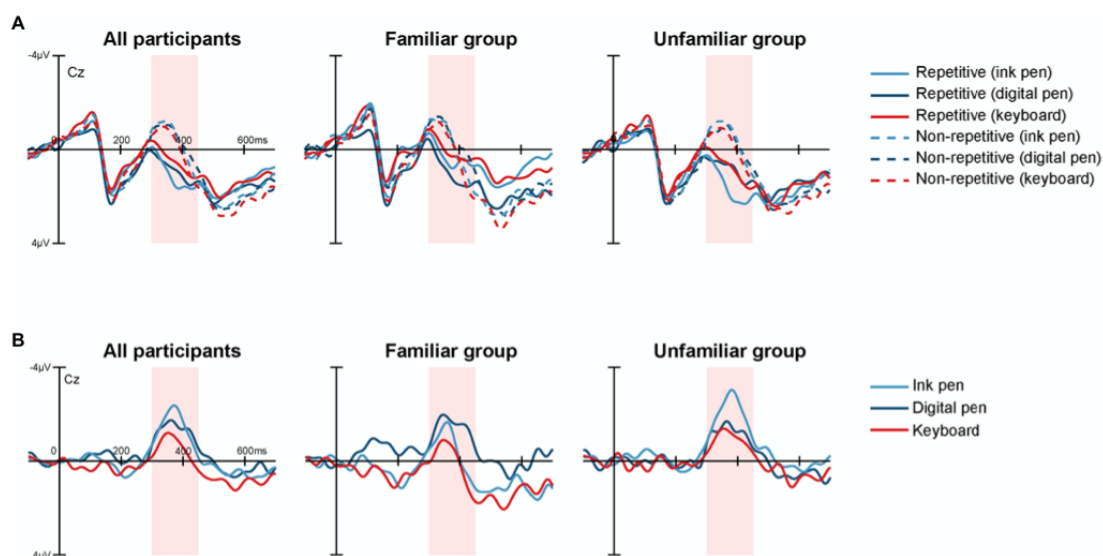 A
All participants
Familiar group
Unfamiliar group
-4µV
Cz
0
200
400
600ms
4µV
Repetitive (ink pen)
Repetitive (digital pen)
Repetitive (keyboard)
Non-repetitive (ink pen)
Non-repetitive (digital pen)
Non-repetitive (keyboard)
B
All participants
Familiar group
Unfamiliar group
-4µV
Cz
0
200
400
600ms
4µV
Ink pen
Digital pen
Keyboard